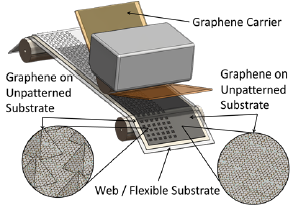 Graphene Carrier
Graphene on
Unpatterned
Substrate
Graphene on
Unpatterned
Substrate
Web / Flexible Substrate